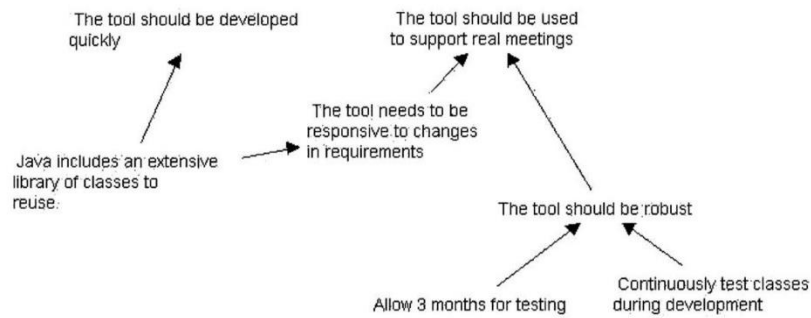 The tool should be developed
quickly
The tool should be used
to support real meetings
The tool needs to be
responsive to changes
in requirements
Java includes an extensive
library of classes to
reuse.
The tool should be robust
Allow 3 months for testing
Continuously test classes
during development